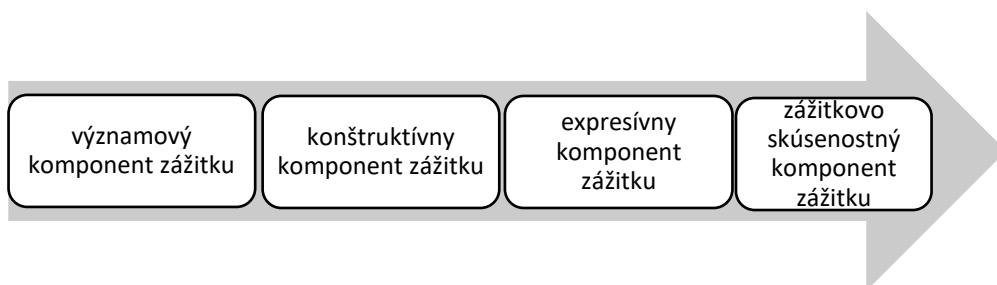 významový
komponent zážitku
konštruktívny
komponent zážitku
expresívny
komponent
zážitku
zážitkovo
skúsenostný
komponent
zážitku